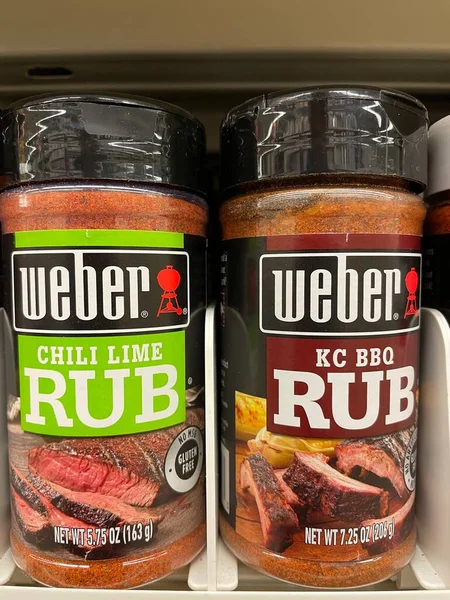 weber®
CHILI LIME
RUB®
NO MSG
GLUTEN
FREE
NET WT 5.75 OZ (163 g)
weber®
KC BBQ
RUB
NET WT 7.25 OZ (206 g)